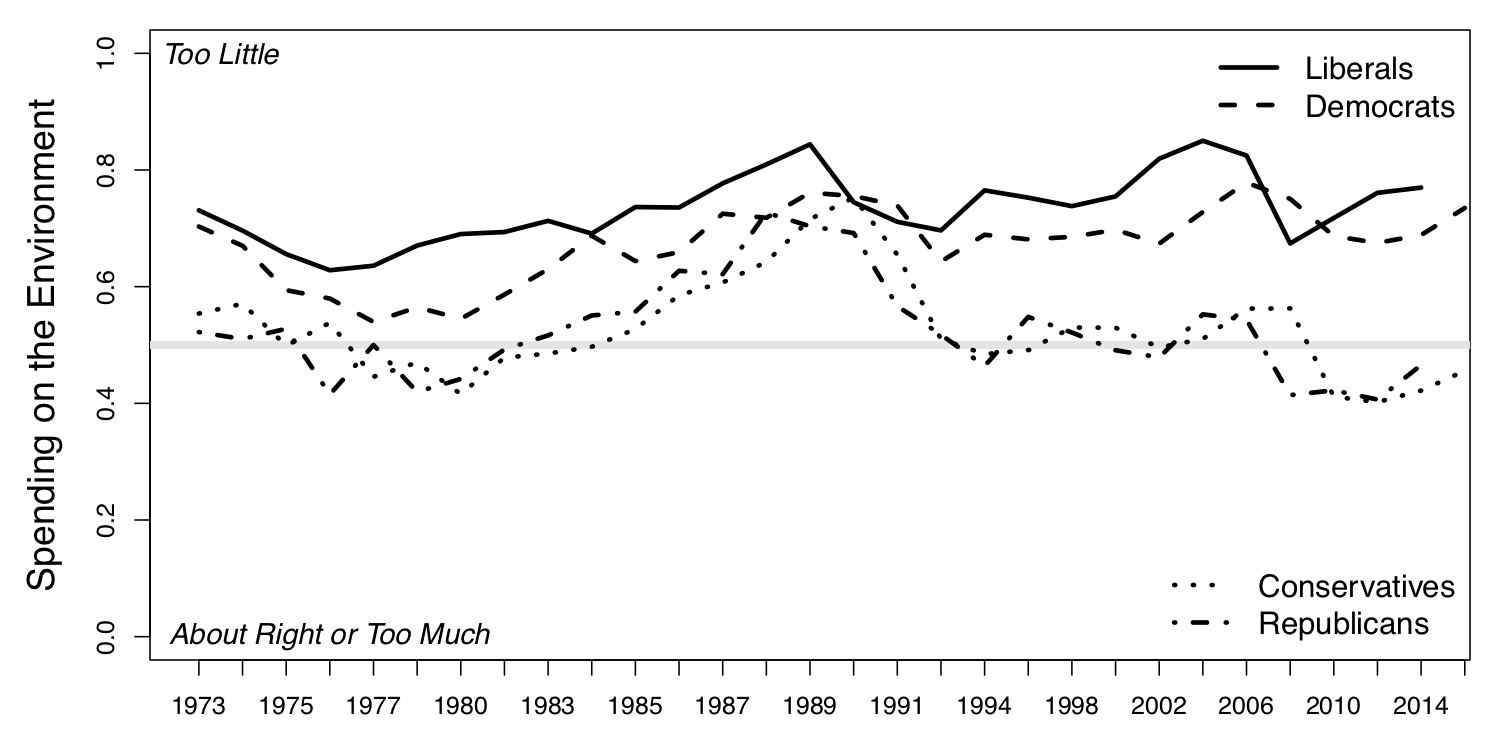 Too Little
Liberals
Democrats
Spending on the Environment
1.0
0.8
0.6
0.4
0.2
0.0
Conservatives
Republicans
About Right or Too Much
1973 1975 1977 1980 1983 1985 1987 1989 1991 1994 1998 2002 2006 2010 2014